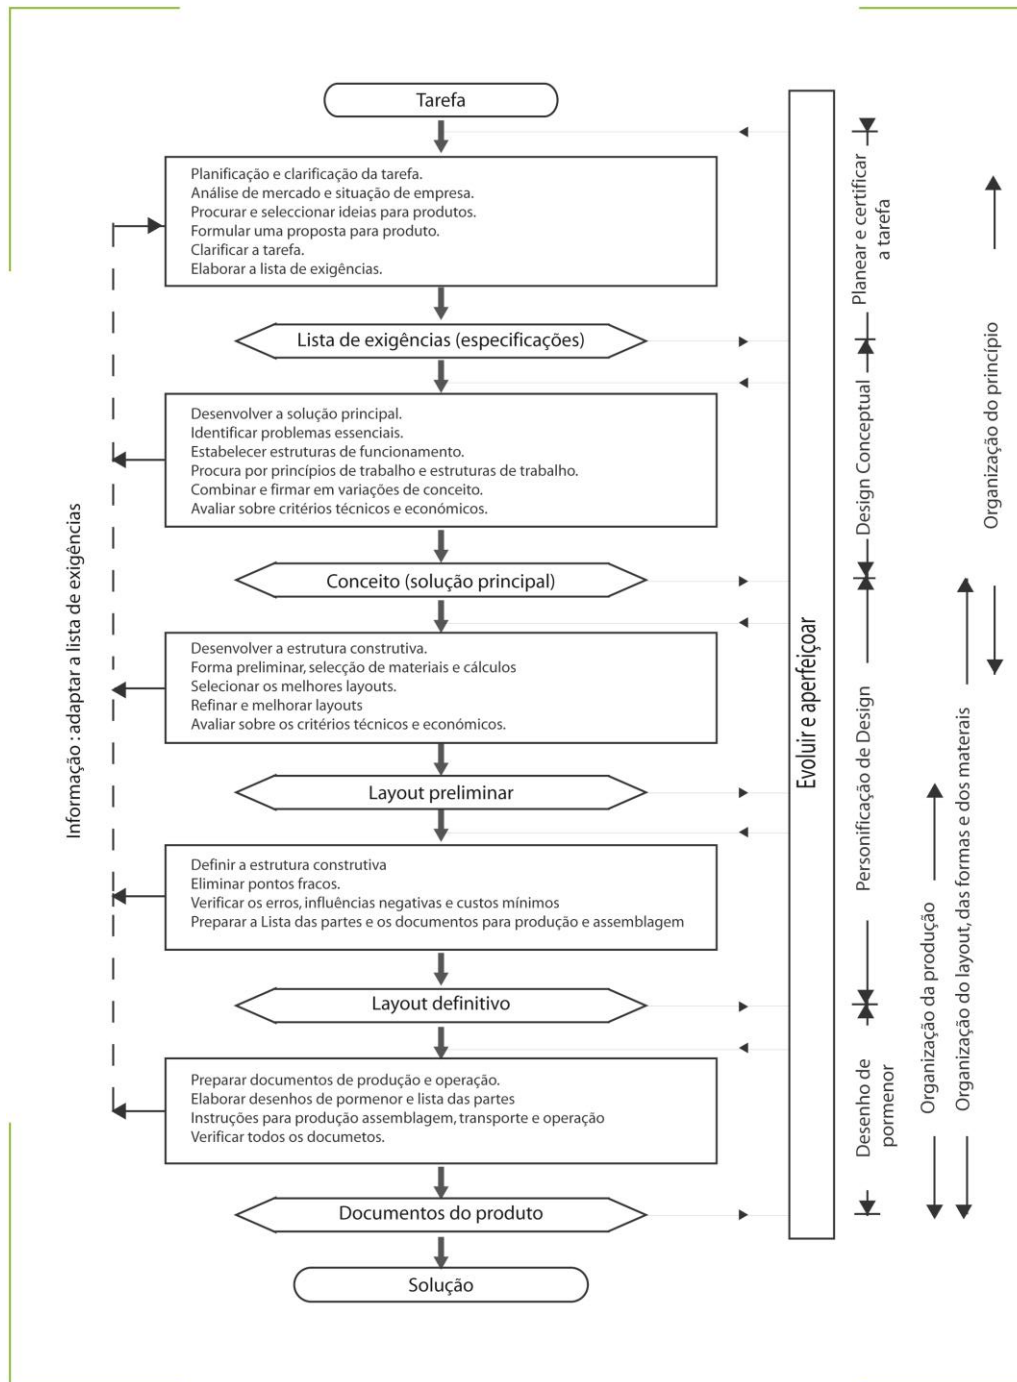 Tarefa
Planificação e clarificação da tarefa.
Análise de mercado e situação de empresa.
Procurar e seleccionar ideias para produtos.
Formular uma proposta para produto.
Clarificar a tarefa.
Elaborar a lista de exigências.
Lista de exigências (especificações)
Desenvolver a solução principal.
Identificar problemas essenciais.
Estabelecer estruturas de funcionamento.
Procura por princípios de trabalho e estruturas de trabalho.
Combinar e firmar em variações de conceito.
Avaliar sobre critérios técnicos e económicos.
Conceito (solução principal)
Desenvolver a estrutura construtiva.
Forma preliminar, selecção de materiais e cálculos
Selecionar os melhores layouts.
Refinar e melhorar layouts
Avaliar sobre os critérios técnicos e económicos.
Layout preliminar
Definir a estrutura construtiva
Eliminar pontos fracos.
Verificar os erros, influências negativas e custos mínimos
Preparar a Lista das partes e os documentos para produção e assemblagem
Layout definitivo
Preparar documentos de produção e operação.
Elaborar desenhos de pormenor e lista das partes
Instruções para produção assemblagem, transporte e operação
Verificar todos os documetos.
Documentos do produto
Solução
Informação : adaptar a lista de exigências
Evoluir e aperfeiçoar
Planear e certificar
a tarefa
Design Conceptual
Personificação de Design
Desenho de
pormenor
Organização da produção
Organização do layout, das formas e dos materais
Organização do princípio